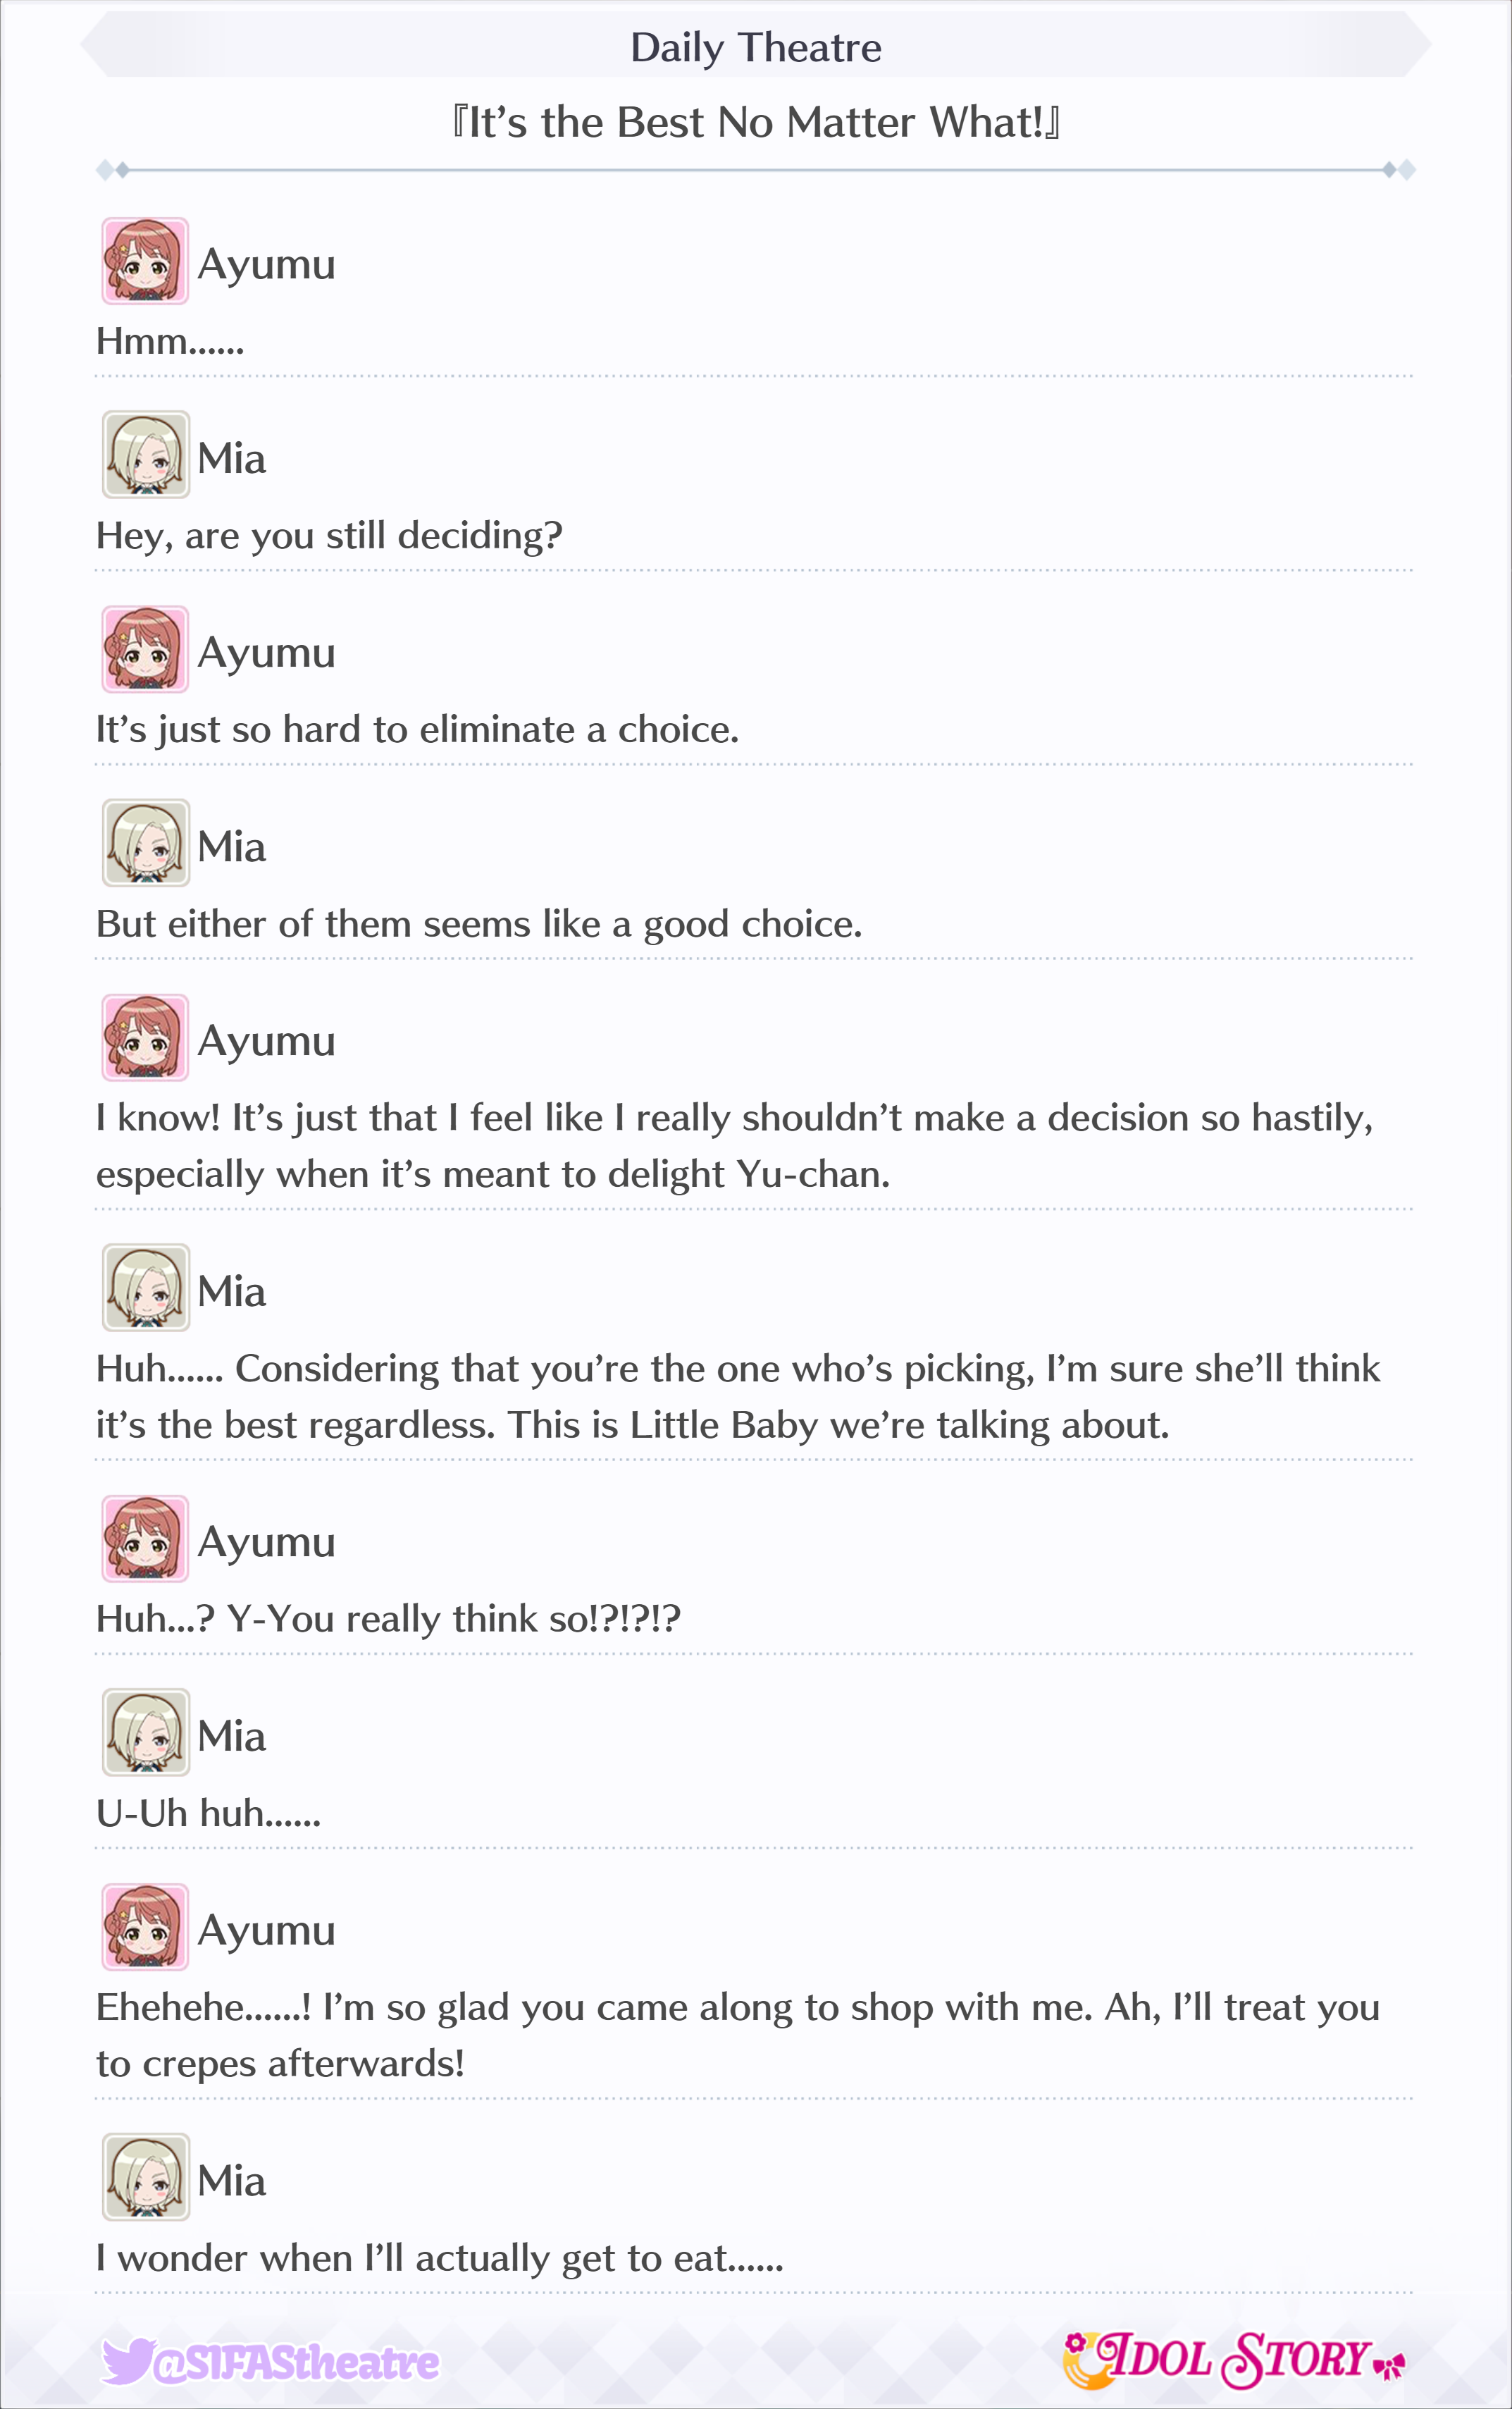 Daily Theatre
『It's the Best No Matter What!』
Ayumu
Hmm......
Mia
Hey, are you still deciding?
Ayumu
It's just so hard to eliminate a choice.
Mia
But either of them seems like a good choice.
Ayumu
I know! It's just that I feel like I really shouldn't make a decision so hastily,
especially when it's meant to delight Yu-chan.
Mia
Huh...... Considering that you're the one who's picking, I'm sure she'll think
it's the best regardless. This is Little Baby we're talking about.
Ayumu
Huh...? Y-You really think so!?!?!?
Mia
U-Uh huh......
Ayumu
Ehehehe......! I'm so glad you came along to shop with me. Ah, I'll treat you
to crepes afterwards!
Mia
I wonder when I'll actually get to eat......
@SIFAStheatre
IDOL STORY